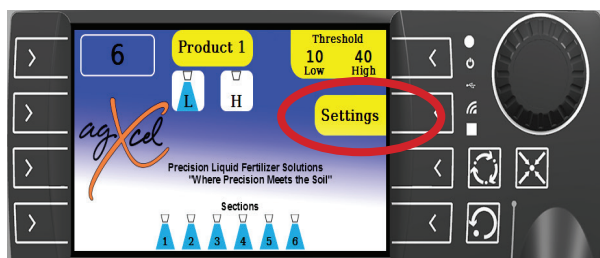 6
Product 1
Threshold
10 40
Low High
L H
Settings
agXcel
Precision Liquid Fertilizer Solutions
"Where Precision Meets the Soil"
Sections
1 2 3 4 5 6